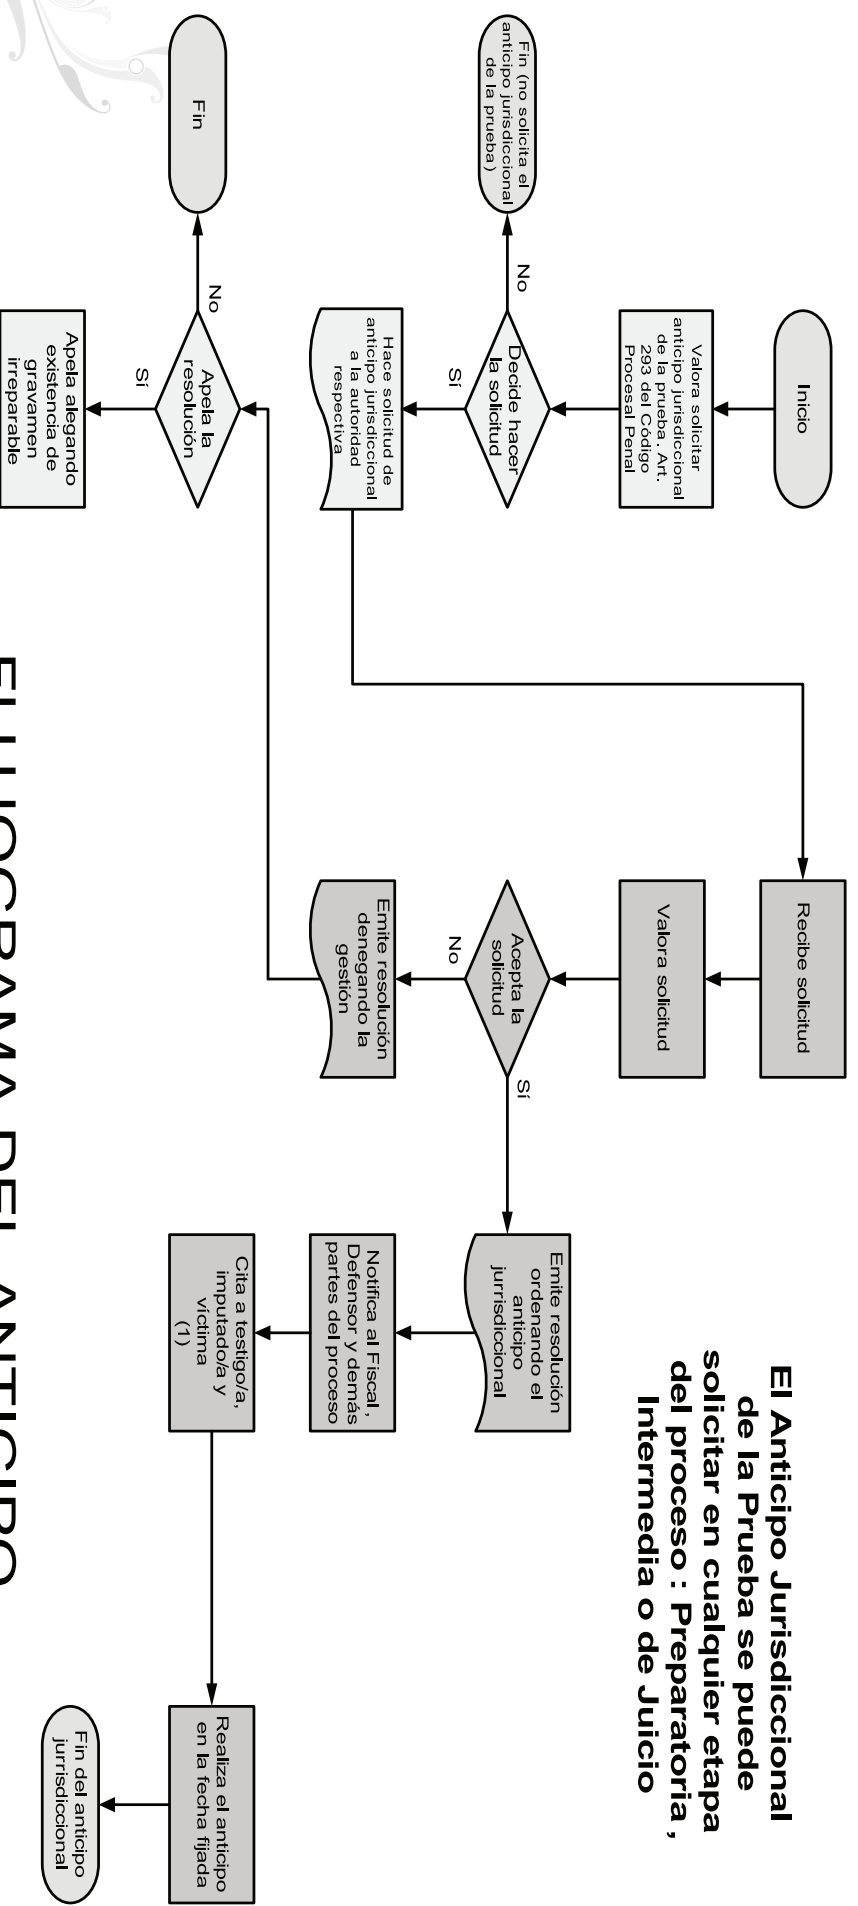 El Anticipo Jurisdiccional
de la Prueba se puede
solicitar en cualquier etapa
del proceso : Preparatoria ,
Intermedia o de Juicio
Inicio
Valora solicitar
anticipo jurisdiccional
de la prueba . Art.
293 del Código
Procesal Penal
Decide hacer
la solicitud
No
Fin (no solicita el
anticipo jurisdiccional
de la prueba )
Sí
Hace solicitud de
anticipo jurisdiccional
a la autoridad
respectiva
Recibe solicitud
Valora solicitud
Acepta la
solicitud
No
Sí
Emite resolución
denegando la
gestión
Apela la
resolución
No
Fin
Sí
Apela alegando
existencia de
gravamen
irreparable
Emite resolución
ordenando el
anticipo
jurrisdiccional
Notifica al Fiscal ,
Defensor y demás
partes del proceso
Cita a testigo/a,
imputado/a y
víctima
(1)
Realiza el anticipo
en la fecha fijada
Fin del anticipo
jurrisdiccional
FLUJOGRAMA DEL ANTICIPO